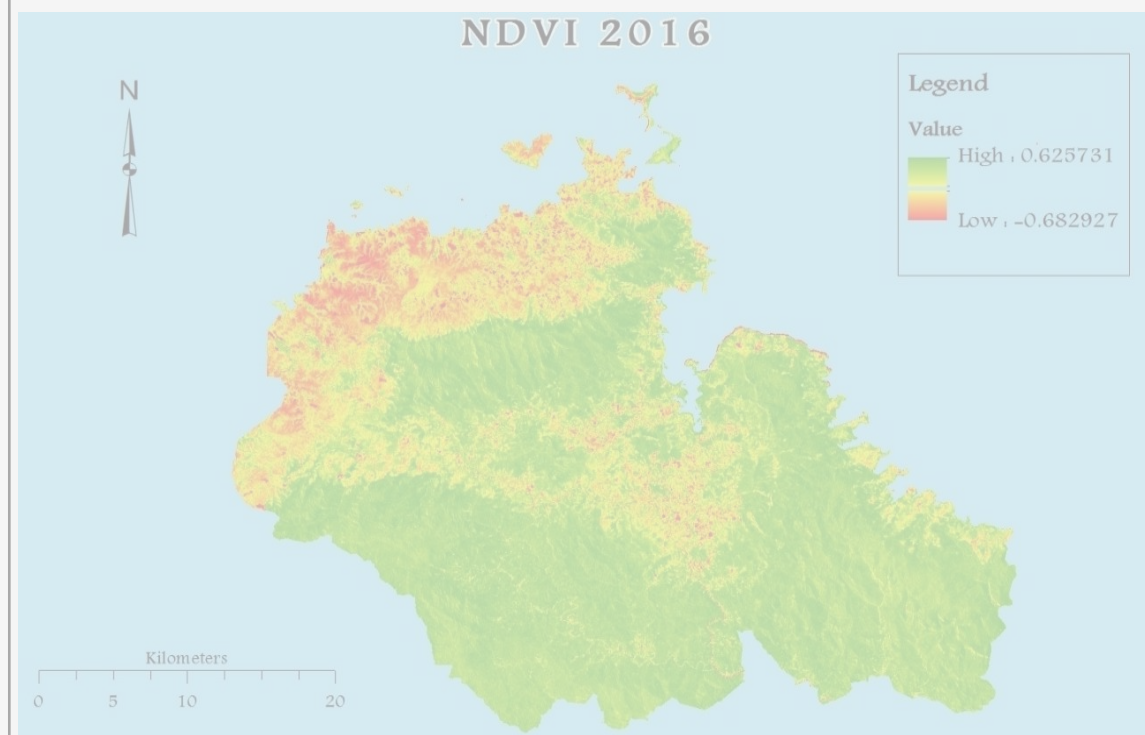 NDVI 2016
N
Legend
Value
High : 0.625731
Low : -0.682927
Kilometers
0 5 10 20